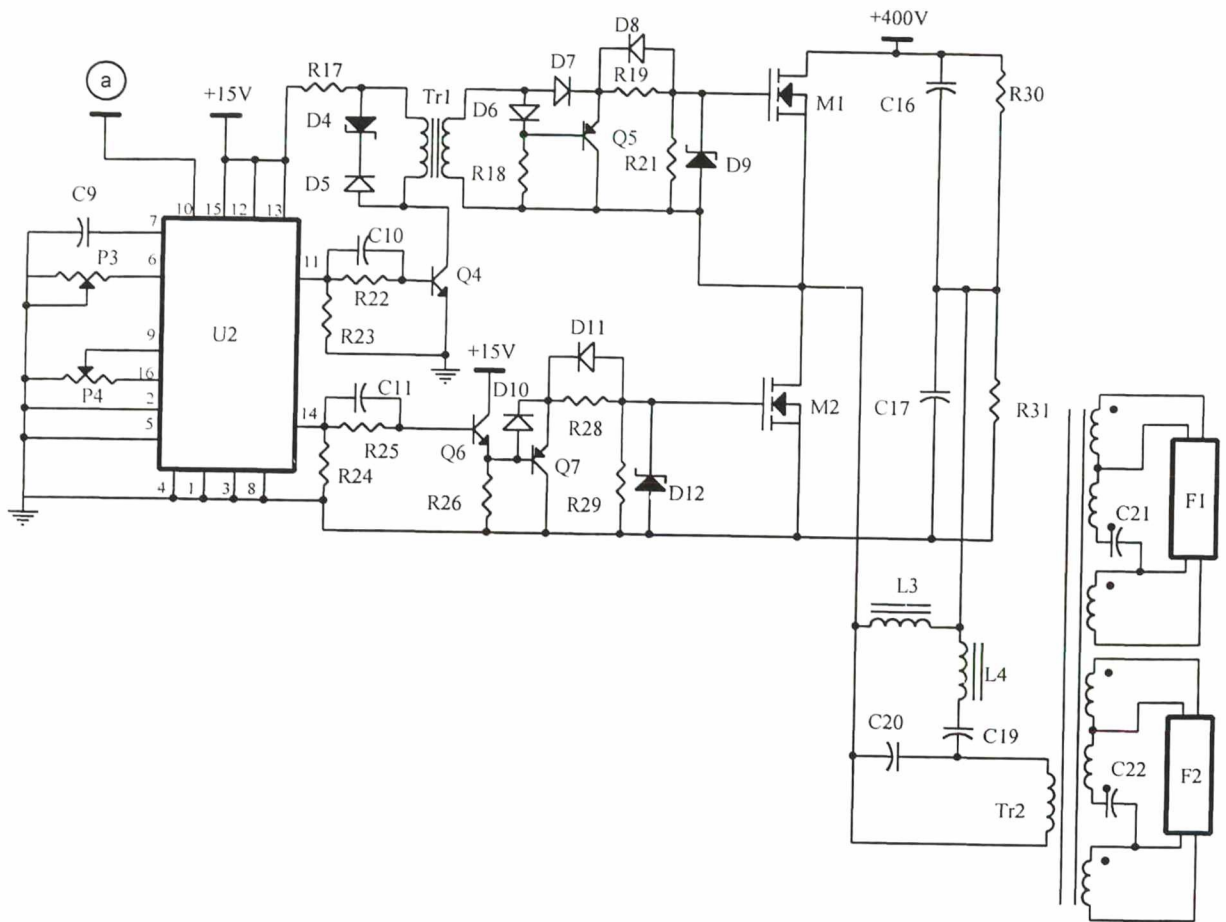 +400V
D8
a
R17
D7
+15V
Tr1
R19
M1
C16
R30
D4
D6
Q5
R21
D9
R18
D5
C9
10
15
12
13
7
C10
P3
6
11
Q4
R22
U2
R23
D11
9
+15V
P4
16
C11
D10
M2
C17
R31
2
14
R28
5
R25
Q6
Q7
R24
D12
4
1
3
8
R26
R29
C21
F1
L3
L4
C20
C19
C22
F2
Tr2